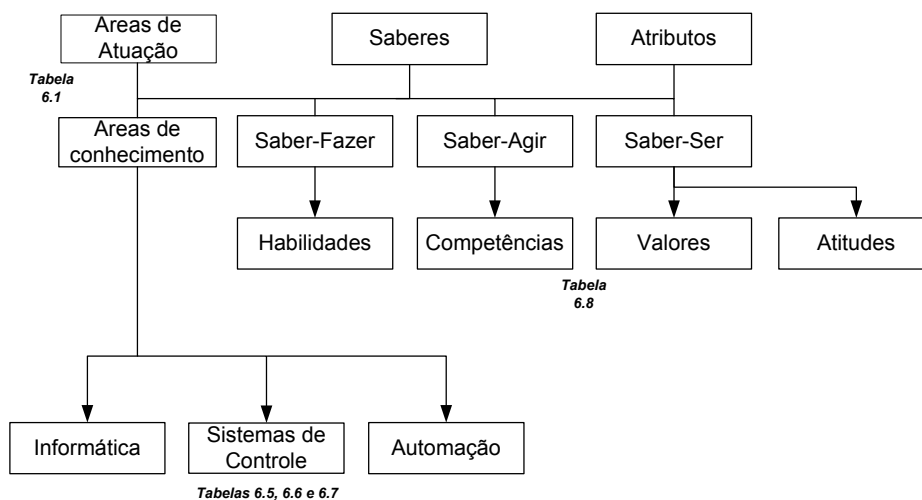 Areas de
Atuação
Saberes
Atributos
Tabela
6.1
Areas de
conhecimento
Saber-Fazer
Saber-Agir
Saber-Ser
Habilidades
Competências
Valores
Atitudes
Tabela
6.8
Informática
Sistemas de
Controle
Automação
Tabelas 6.5, 6.6 e 6.7